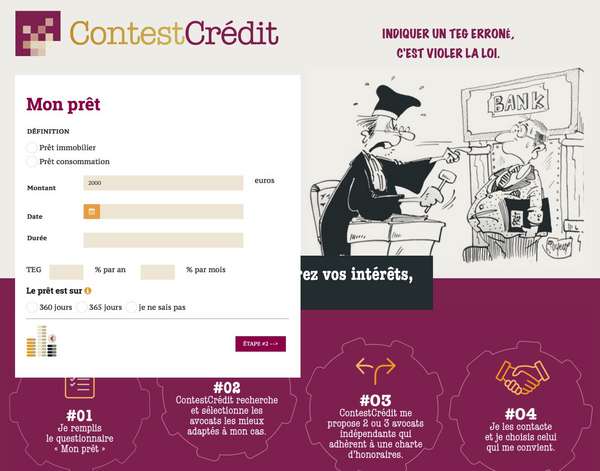 ContestCrédit
INDIQUER UN TEG ERRONÉ,
C'EST VIOLER LA LOI.
BANK
Mon prêt
DÉFINITION
Prêt immobilier
Prêt consommation
Montant 2000 euros
Date
Durée
TEG % par an % par mois
Le prêt est sur
360 jours 365 jours je ne sais pas
ÉTAPE #2 -->
rez vos intérêts,
#01
Je remplis
le questionnaire
« Mon prêt »
#02
ContestCrédit recherche
et sélectionne les
avocats les mieux
adaptés à mon cas.
#03
ContestCrédit me
propose 2 ou 3 avocats
indépendants qui
adhèrent à une charte
d'honoraires.
#04
Je les contacte
et je choisis celui
qui me convient.